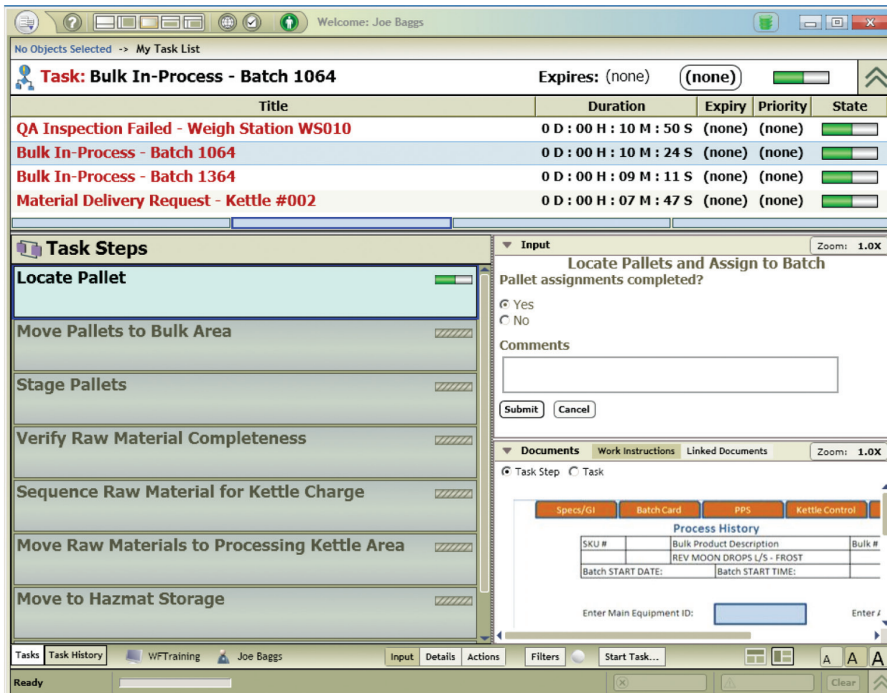 Welcome: Joe Baggs
No Objects Selected -> My Task List
Task: Bulk In-Process - Batch 1064 Expires: (none) (none)
Title Duration Expiry Priority State
QA Inspection Failed - Weigh Station WS010 0 D : 00 H : 10 M : 50 S (none) (none)
Bulk In-Process - Batch 1064 0 D : 00 H : 10 M : 24 S (none) (none)
Bulk In-Process - Batch 1364 0 D : 00 H : 09 M : 11 S (none) (none)
Material Delivery Request - Kettle #002 0 D : 00 H : 07 M : 47 S (none) (none)
Task Steps
Locate Pallet
Move Pallets to Bulk Area
Stage Pallets
Verify Raw Material Completeness
Sequence Raw Material for Kettle Charge
Move Raw Materials to Processing Kettle Area
Move to Hazmat Storage
Input Zoom: 1.0X
Locate Pallets and Assign to Batch
Pallet assignments completed?
Yes
No
Comments
Submit Cancel
Documents Work Instructions Linked Documents Zoom: 1.0X
Task Step Task
Specs/GI Batch Card PPS Kettle Control
Process History
SKU # Bulk Product Description Bulk #
REV MOON DROPS L/S - FROST
Batch START DATE: Batch START TIME:
Enter Main Equipment ID: Enter
Tasks Task History WFTraining Joe Baggs Input Details Actions Filters Start Task... A A A
Ready Clear